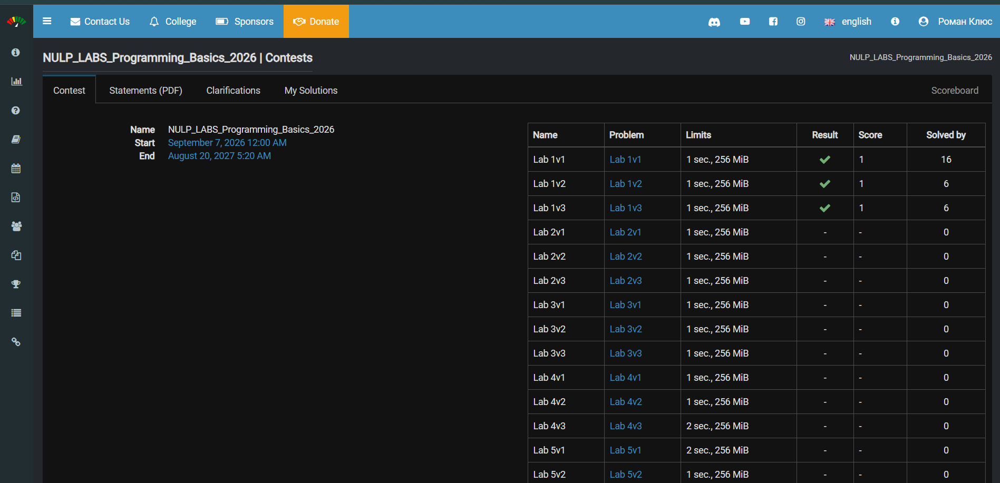 Contact Us College Sponsors Donate english Роман Клюс
NULP_LABS_Programming_Basics_2026 | Contests
NULP_LABS_Programming_Basics_2026
Contest Statements (PDF) Clarifications My Solutions Scoreboard
Name NULP_LABS_Programming_Basics_2026
Start September 7, 2026 12:00 AM
End August 20, 2027 5:20 AM
Name Problem Limits Result Score Solved by
Lab 1v1 Lab 1v1 1 sec., 256 MiB 1 16
Lab 1v2 Lab 1v2 1 sec., 256 MiB 1 6
Lab 1v3 Lab 1v3 1 sec., 256 MiB 1 6
Lab 2v1 Lab 2v1 1 sec., 256 MiB - - 0
Lab 2v2 Lab 2v2 1 sec., 256 MiB - - 0
Lab 2v3 Lab 2v3 1 sec., 256 MiB - - 0
Lab 3v1 Lab 3v1 1 sec., 256 MiB - - 0
Lab 3v2 Lab 3v2 1 sec., 256 MiB - - 0
Lab 3v3 Lab 3v3 1 sec., 256 MiB - - 0
Lab 4v1 Lab 4v1 1 sec., 256 MiB - - 0
Lab 4v2 Lab 4v2 1 sec., 256 MiB - - 0
Lab 4v3 Lab 4v3 2 sec., 256 MiB - - 0
Lab 5v1 Lab 5v1 2 sec., 256 MiB - - 0
Lab 5v2 Lab 5v2 1 sec., 256 MiB - - 0